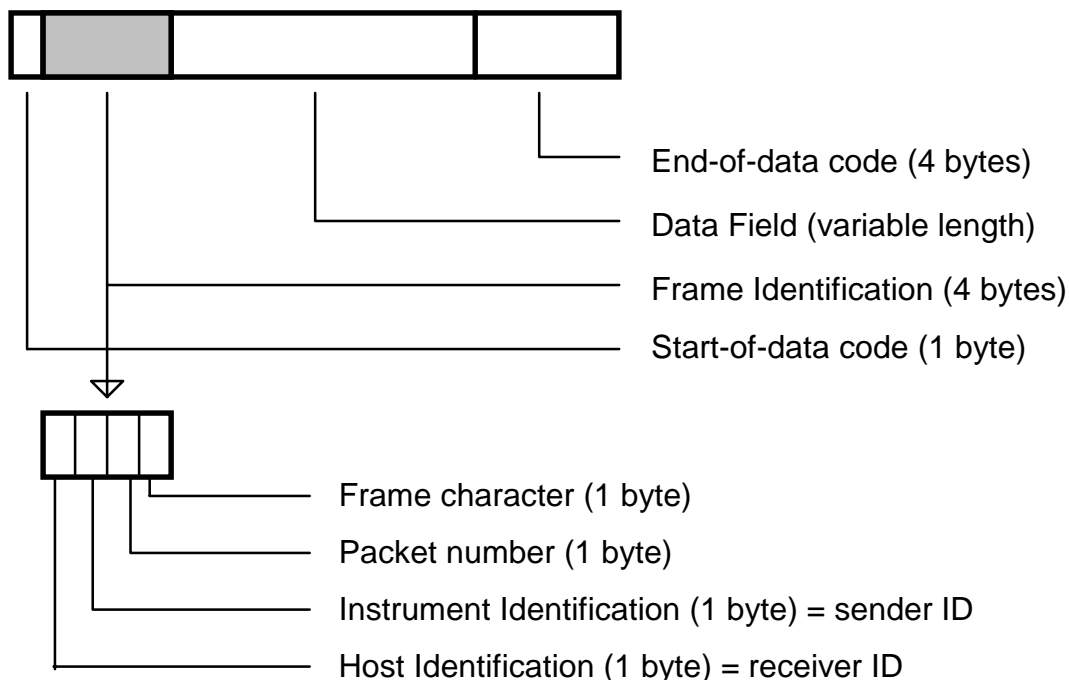 End-of-data code (4 bytes)
Data Field (variable length)
Frame Identification (4 bytes)
Start-of-data code (1 byte)
Frame character (1 byte)
Packet number (1 byte)
Instrument Identification (1 byte) = sender ID
Host Identification (1 byte) = receiver ID